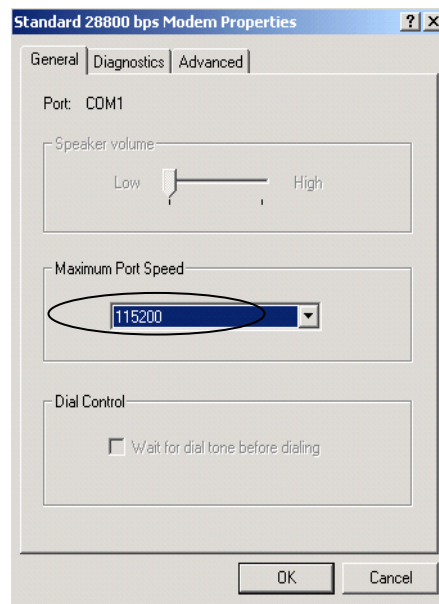 Standard 28800 bps Modem Properties ? X
General Diagnostics Advanced
Port: COM1
Speaker volume
Low High
Maximum Port Speed
115200
Dial Control
Wait for dial tone before dialing
OK Cancel